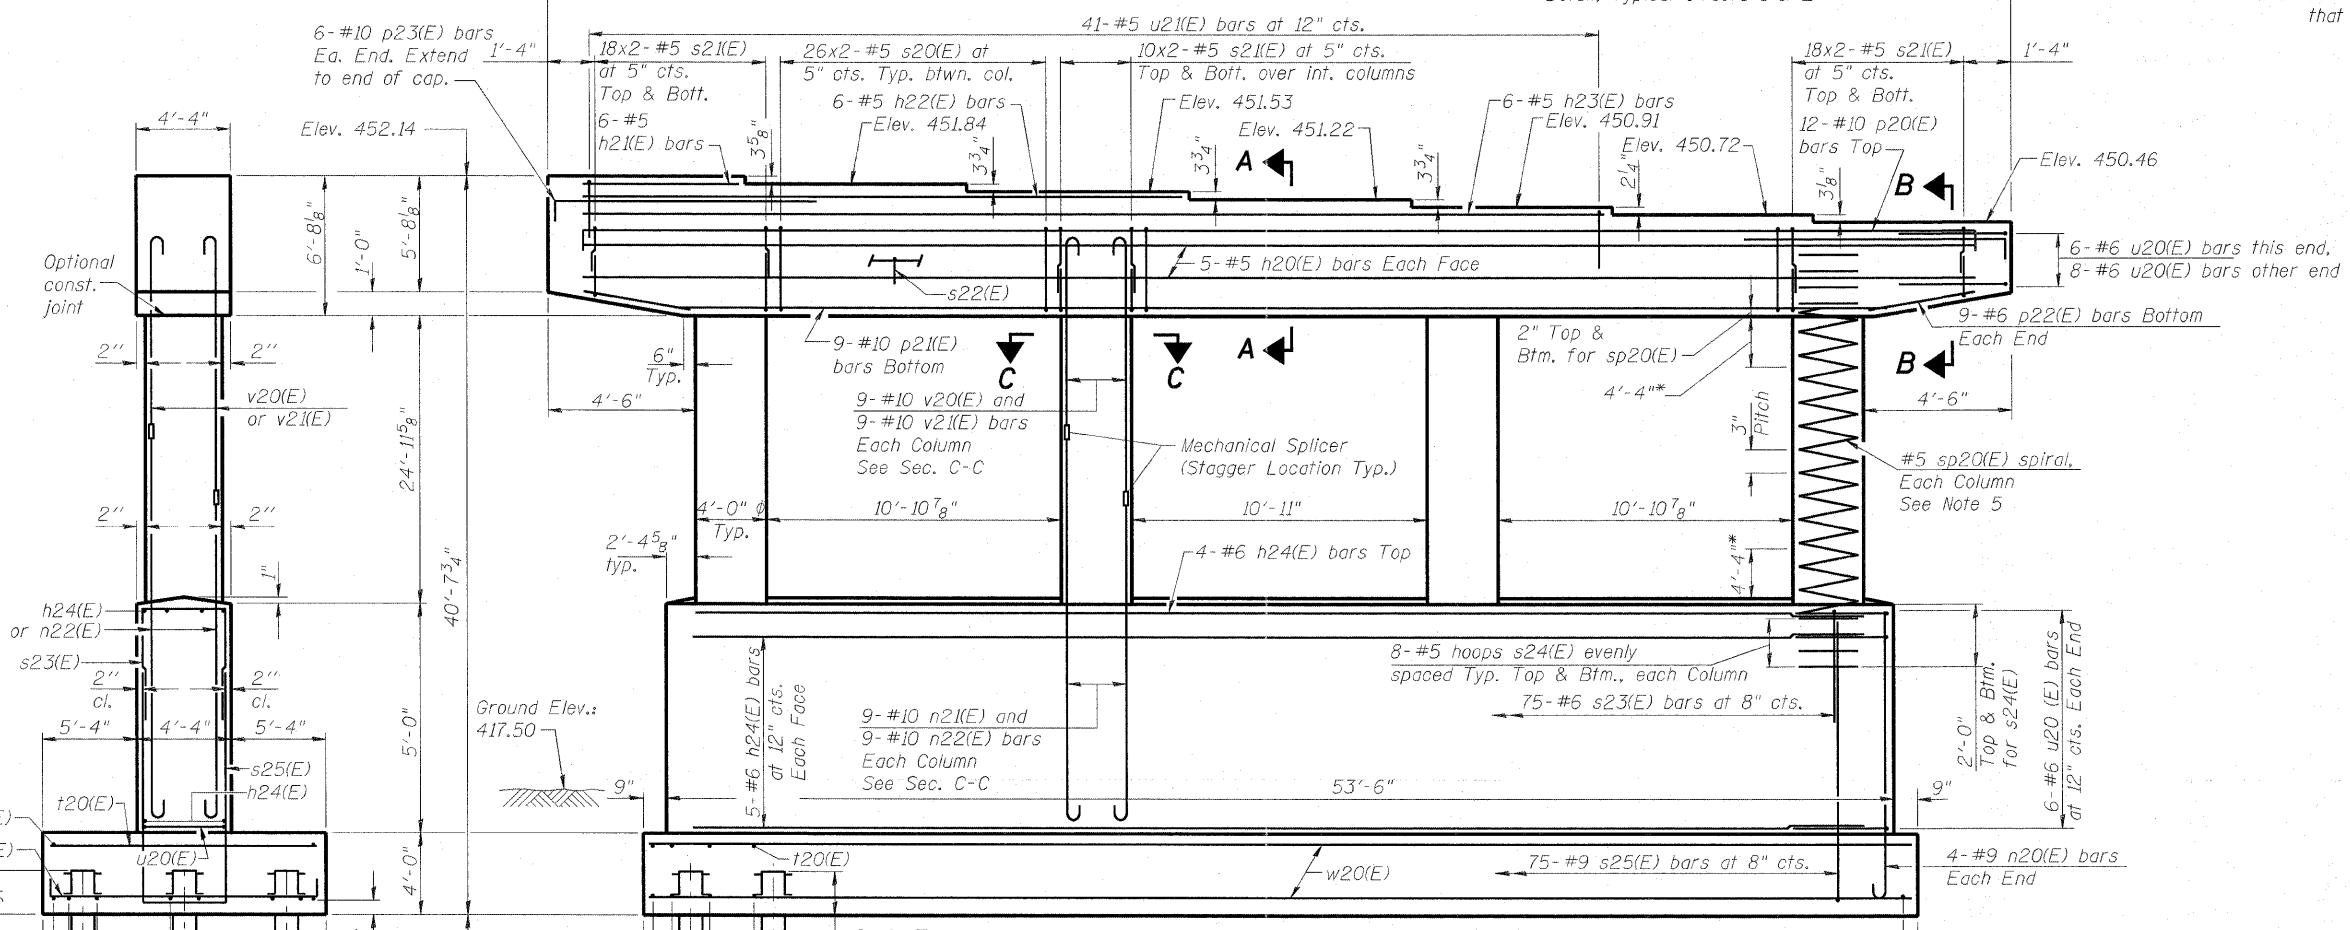 that
41-#5 u21(E) bars at 12" cts.
6-#10 p23(E) bars
Ea. End. Extend
to end of cap.
1'-4"
18x2-#5 s21(E)
at 5" cts.
Top & Bott.
26x2-#5 s20(E) at
5" cts. Typ. btwn. col.
10x2-#5 s21(E) at 5" cts.
Top & Bott. over int. columns
18x2-#5 s21(E)
at 5" cts.
Top & Bott.
1'-4"
4'-4"
Elev. 452.14
6-#5
h21(E) bars
3 5/8"
6-#5 h22(E) bars
Elev. 451.84
3 3/4"
Elev. 451.53
3 3/4"
Elev. 451.22
A
3 3/4"
6-#5 h23(E) bars
Elev. 450.91
2 1/4"
Elev. 450.72
3 1/8"
12-#10 p20(E)
bars Top
Elev. 450.46
B
6'-8 1/8"
1'-0"
5'-8 1/8"
Optional
const.
joint
s22(E)
5-#5 h20(E) bars Each Face
6-#6 u20(E) bars this end,
8-#6 u20(E) bars other end
2"
2"
6"
Typ.
9-#10 p21(E)
bars Bottom
C
C
A
2" Top &
Btm. for sp20(E)
9-#6 p22(E) bars Bottom
Each End
B
v20(E)
or v21(E)
4'-6"
9-#10 v20(E) and
9-#10 v21(E) bars
Each Column
See Sec. C-C
4'-4"*
3"
Pitch
4'-6"
Mechanical Splicer
(Stagger Location Typ.)
#5 sp20(E) spiral,
Each Column
See Note 5
24'-11 5/8"
2"
2"
4'-0" ϕ
Typ.
10'-10 7/8"
10'-11"
10'-10 7/8"
2'-4 5/8"
typ.
4-#6 h24(E) bars Top
4'-4"*
1"
40'-7 3/4"
h24(E)
or n22(E)
s23(E)
2"
cl.
2"
cl.
5'-4"
4'-4"
5'-4"
5'-0"
Ground Elev.:
417.50
5-#6 h24(E) bars
at 12" cts.
Each Face
9-#10 n21(E) and
9-#10 n22(E) bars
Each Column
See Sec. C-C
8-#5 hoops s24(E) evenly
spaced Typ. Top & Btm., each Column
75-#6 s23(E) bars at 8" cts.
2'-0"
Top & Btm.
for s24(E)
6-#6 u20 (E) bars
at 12" cts. Each End
s25(E)
h24(E)
t20(E)
9"
53'-6"
9"
u20(E)
4'-0"
t20(E)
w20(E)
75-#9 s25(E) bars at 8" cts.
4-#9 n20(E) bars
Each End